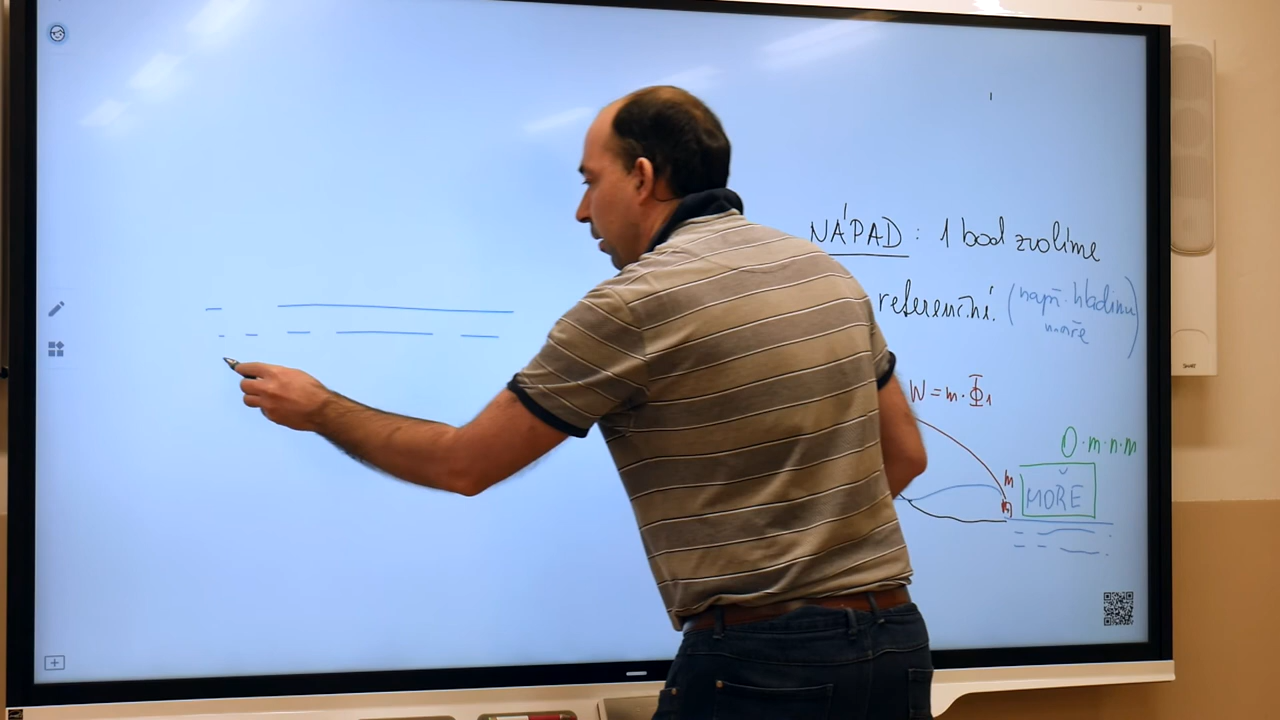 NÁPAD: 1 bod zvolíme
referenční. (např. hladinu
moře)
W = m·Φ₁
0 m·n·m
m
MOŘE